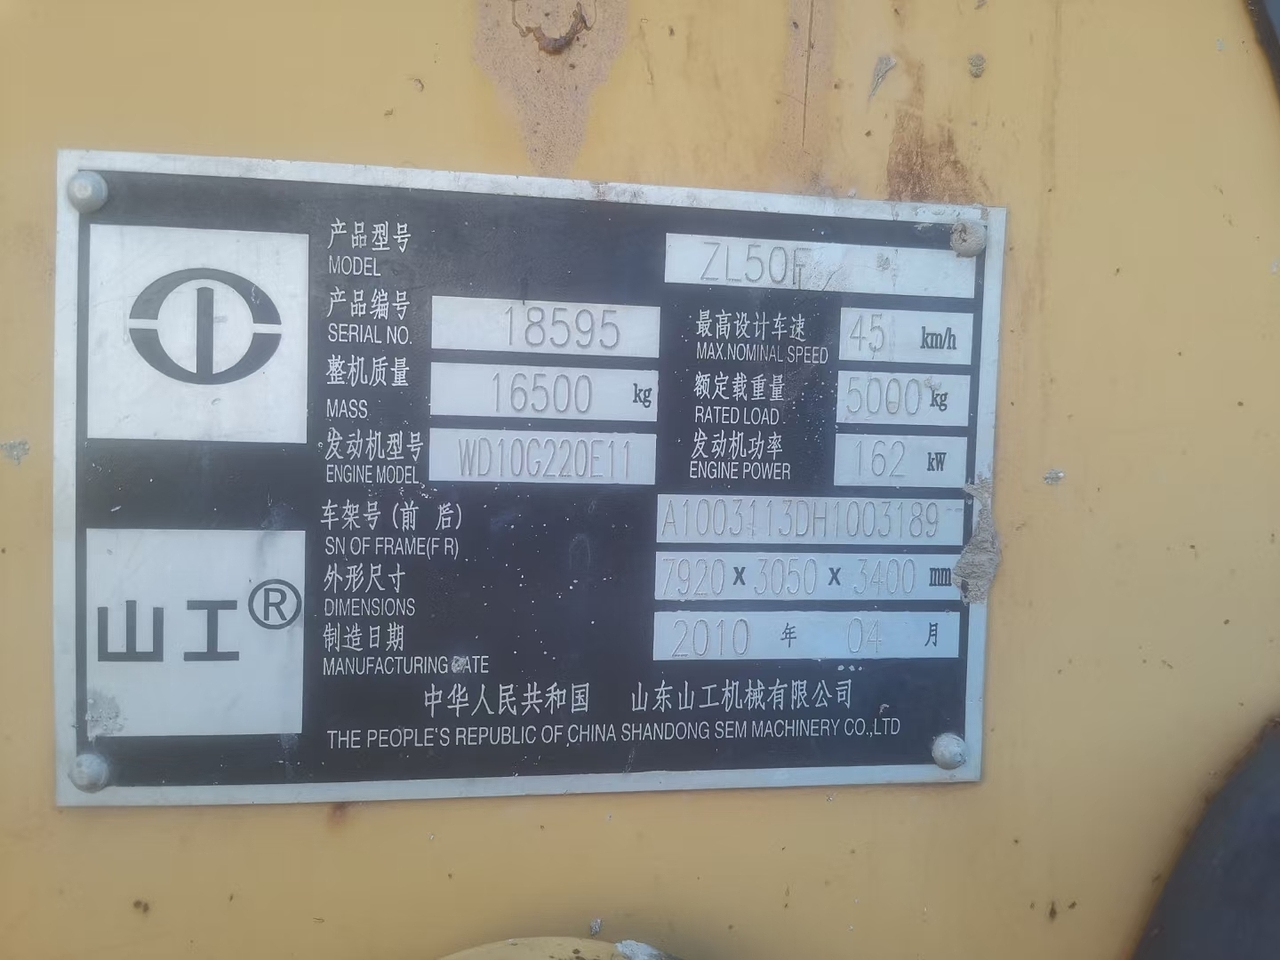 产品型号 ZL50F
MODEL
产品编号 18595
SERIAL NO.
最高设计车速 45 km/h
MAX.NOMINAL SPEED
整机质量 16500 kg
MASS
额定载重量 5000 kg
RATED LOAD
发动机型号 WD10G220E11
ENGINE MODEL
发动机功率 162 kW
ENGINE POWER
车架号(前 后) A1003113DH1003189
SN OF FRAME(F R)
外形尺寸 7920 x 3050 x 3400 mm
DIMENSIONS
制造日期 2010 年 04 月
MANUFACTURING DATE
山工®
中华人民共和国 山东山工机械有限公司
THE PEOPLE'S REPUBLIC OF CHINA SHANDONG SEM MACHINERY CO.,LTD